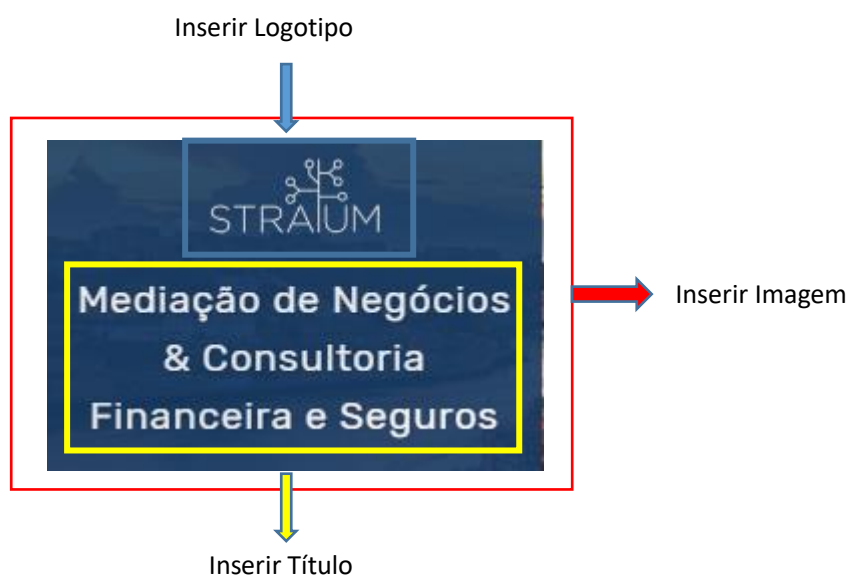 Inserir Logotipo
STRATUM
Mediação de Negócios
& Consultoria
Financeira e Seguros
Inserir Imagem
Inserir Título